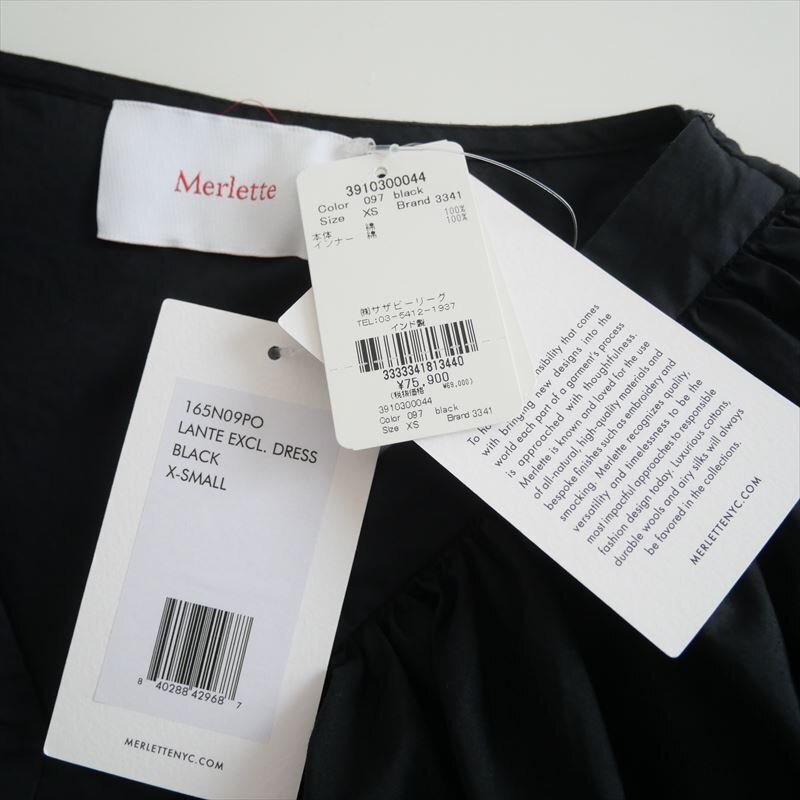 Merlette
3910300044
Color 097 black
Size XS Brand 3341
本体 綿 100%
インナー 綿 100%
㈱サザビーリーグ
TEL:03-5412-1937
インド製
3333341813440
¥75,900
(税抜価格 ¥69,000)
3910300044
Color 097 black
Size XS Brand 3341
165N09PO
LANTE EXCL. DRESS
BLACK
X-SMALL
8 40288 42968 7
MERLETTENYC.COM
To
sibility that comes
with bringing new designs into the
world each part of a garment's process
is approached with thoughtfulness.
Merlette is known and loved for the use
of all-natural, high-quality materials and
bespoke finishes such as embroidery and
smocking. Merlette recognizes quality,
versatility and timelessness to be the
most impactful approaches to responsible
fashion design today. Luxurious cottons,
durable wools and airy silks will always
be favored in the collections.
MERLETTENYC.COM